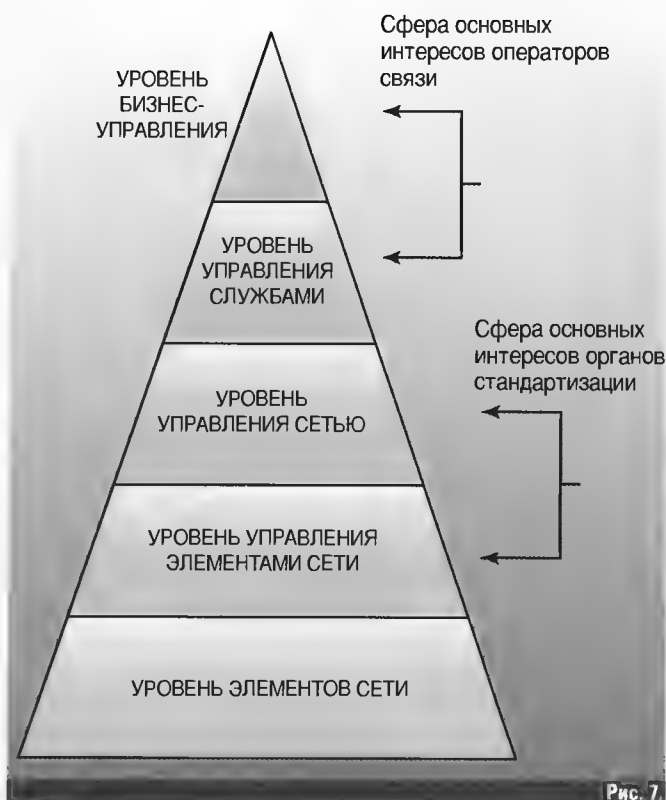 Сфера основных
интересов операторов
связи
УРОВЕНЬ
БИЗНЕС-
УПРАВЛЕНИЯ
УРОВЕНЬ
УПРАВЛЕНИЯ
СЛУЖБАМИ
Сфера основных
интересов органов
стандартизации
УРОВЕНЬ
УПРАВЛЕНИЯ СЕТЬЮ
УРОВЕНЬ УПРАВЛЕНИЯ
ЭЛЕМЕНТАМИ СЕТИ
УРОВЕНЬ ЭЛЕМЕНТОВ СЕТИ
Рис. 7.